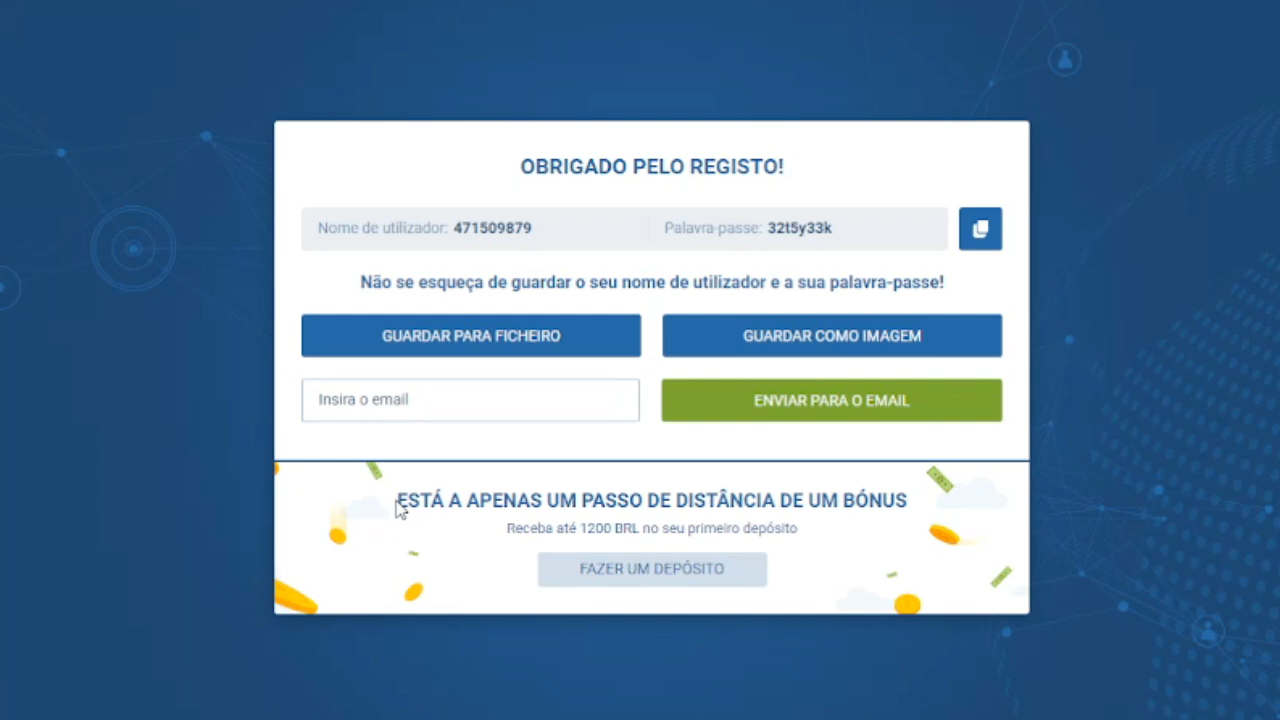 OBRIGADO PELO REGISTO!
Nome de utilizador: 471509879 Palavra-passe: 32t5y33k
Não se esqueça de guardar o seu nome de utilizador e a sua palavra-passe!
GUARDAR PARA FICHEIRO GUARDAR COMO IMAGEM
Insira o email ENVIAR PARA O EMAIL
ESTÁ A APENAS UM PASSO DE DISTÂNCIA DE UM BÓNUS
Receba até 1200 BRL no seu primeiro depósito
FAZER UM DEPÓSITO